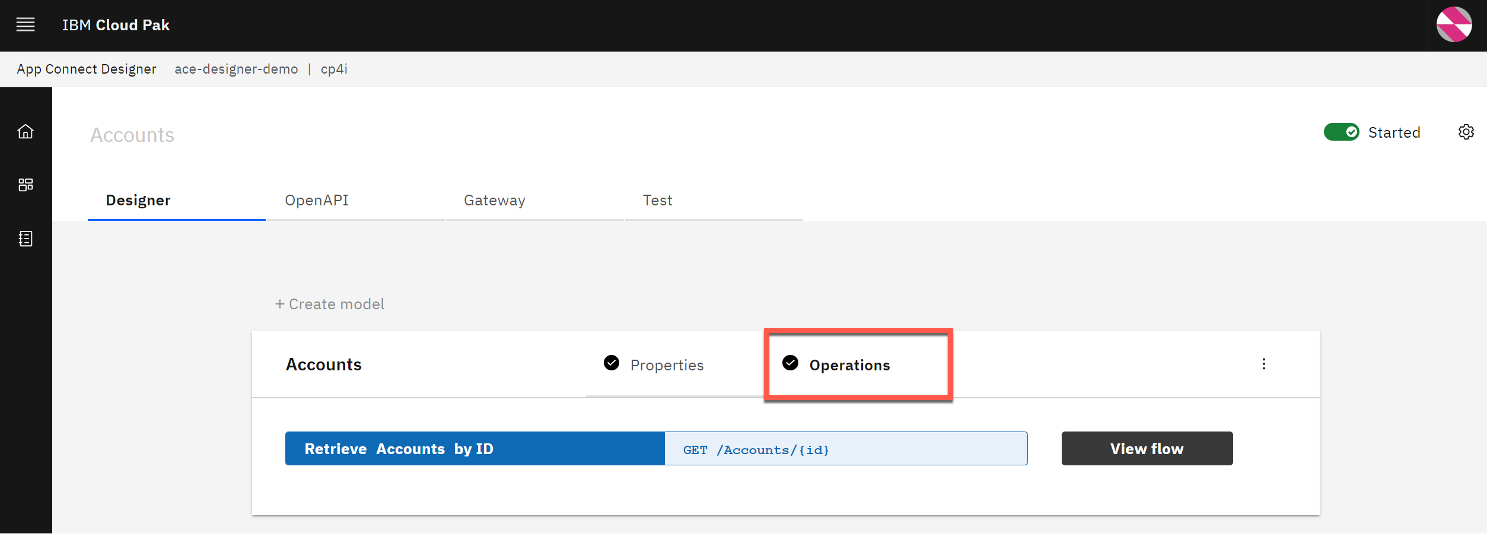 IBM Cloud Pak
App Connect Designer ace-designer-demo | cp4i
Accounts
Started
Designer OpenAPI Gateway Test
+ Create model
Accounts Properties Operations
Retrieve Accounts by ID GET /Accounts/{id} View flow